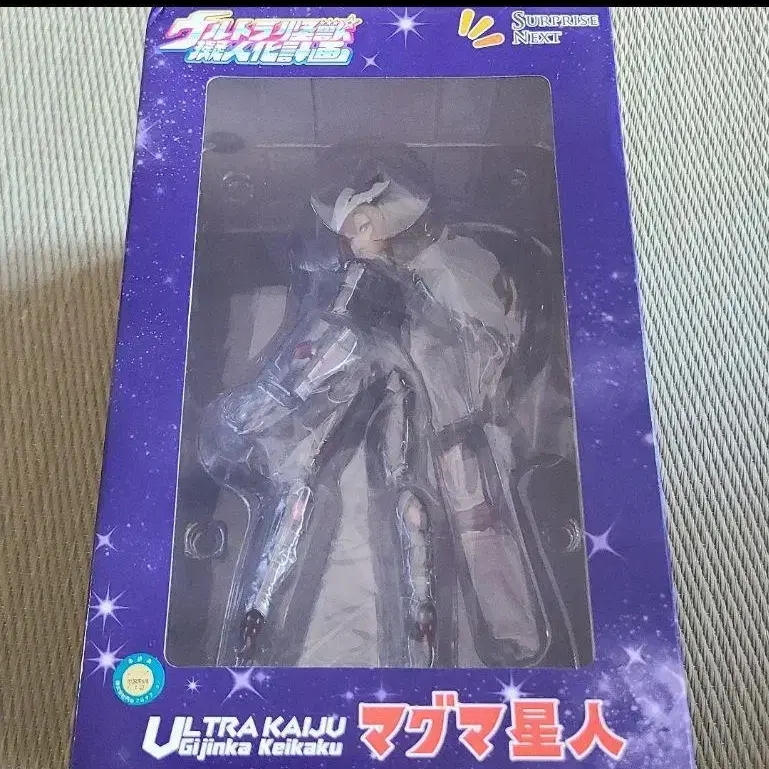 ウルトラ怪獣
擬人化計画
SURPRISE
NEXT
ULTRA KAIJU
Gijinka Keikaku
マグマ星人